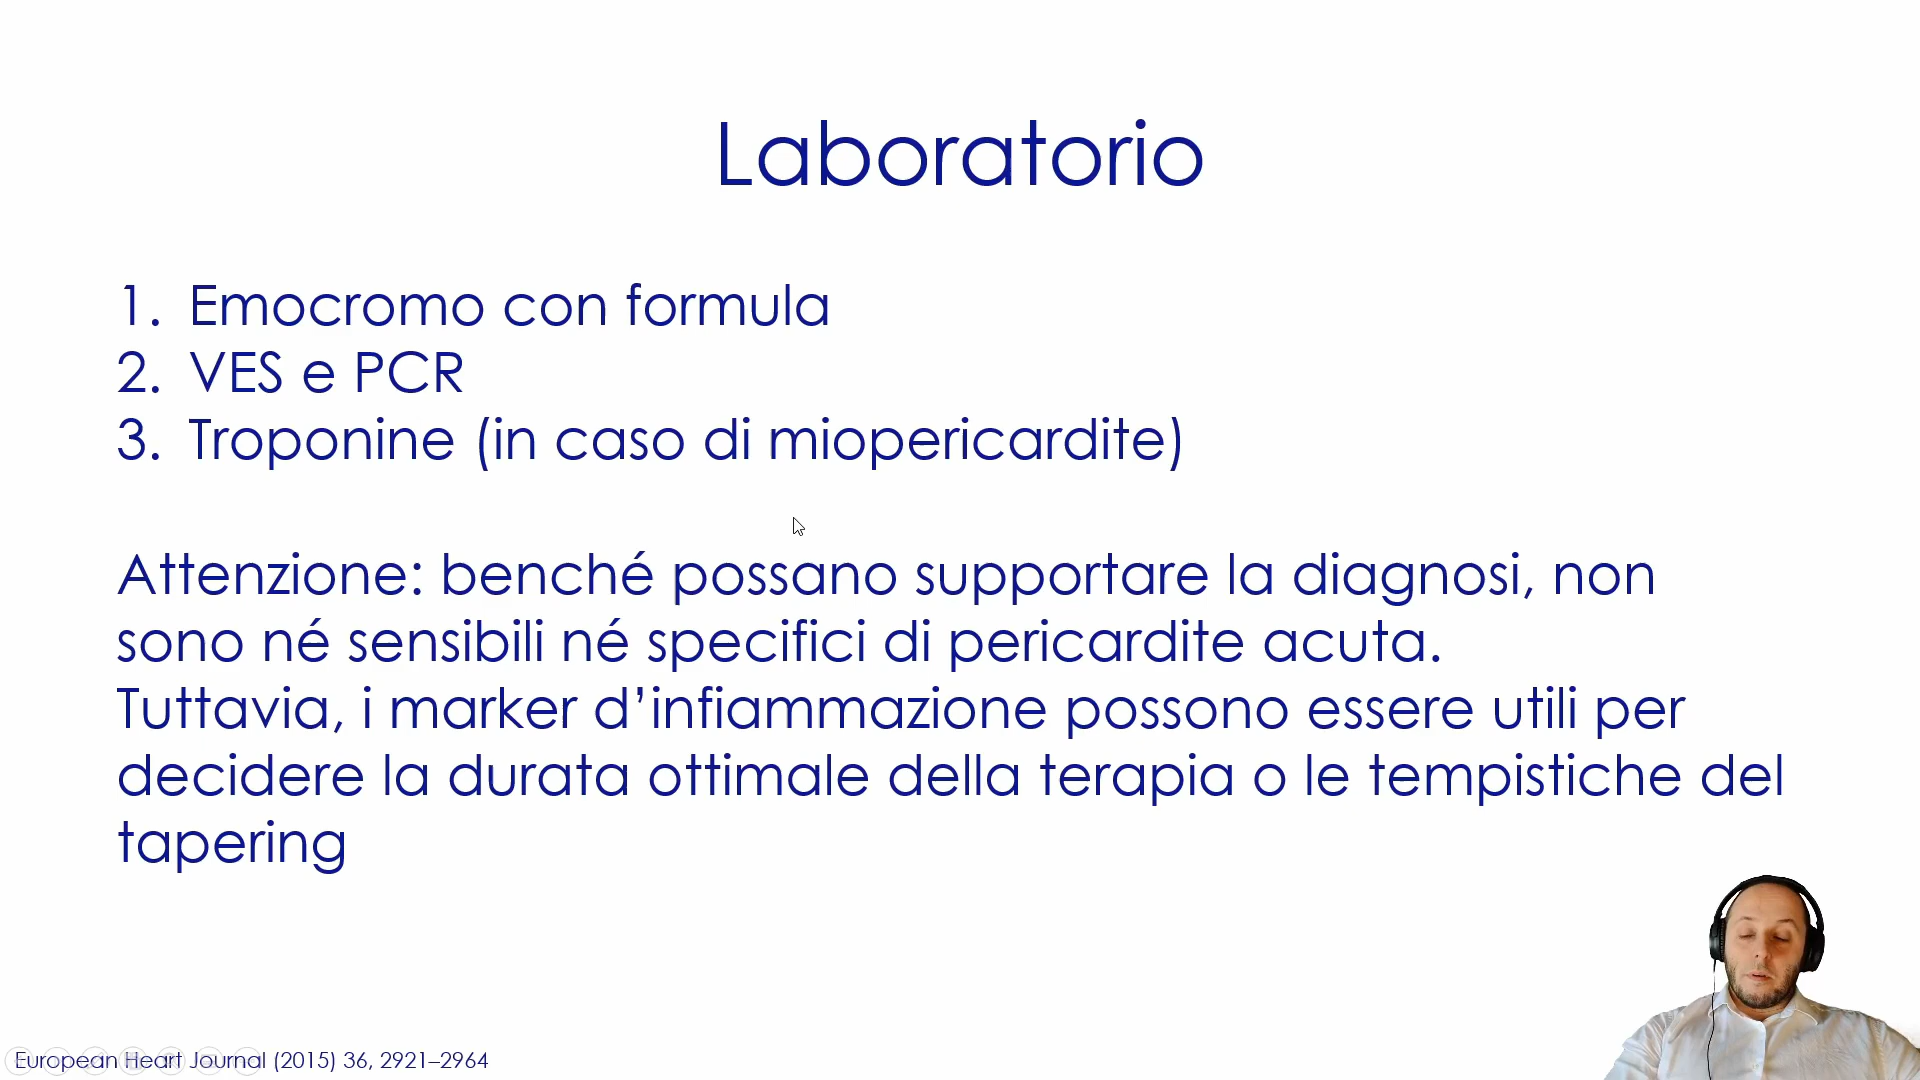 Laboratorio
1. Emocromo con formula
2. VES e PCR
3. Troponine (in caso di miopericardite)
Attenzione: benché possano supportare la diagnosi, non
sono né sensibili né specifici di pericardite acuta.
Tuttavia, i marker d’infiammazione possono essere utili per
decidere la durata ottimale della terapia o le tempistiche del
tapering
European Heart Journal (2015) 36, 2921–2964